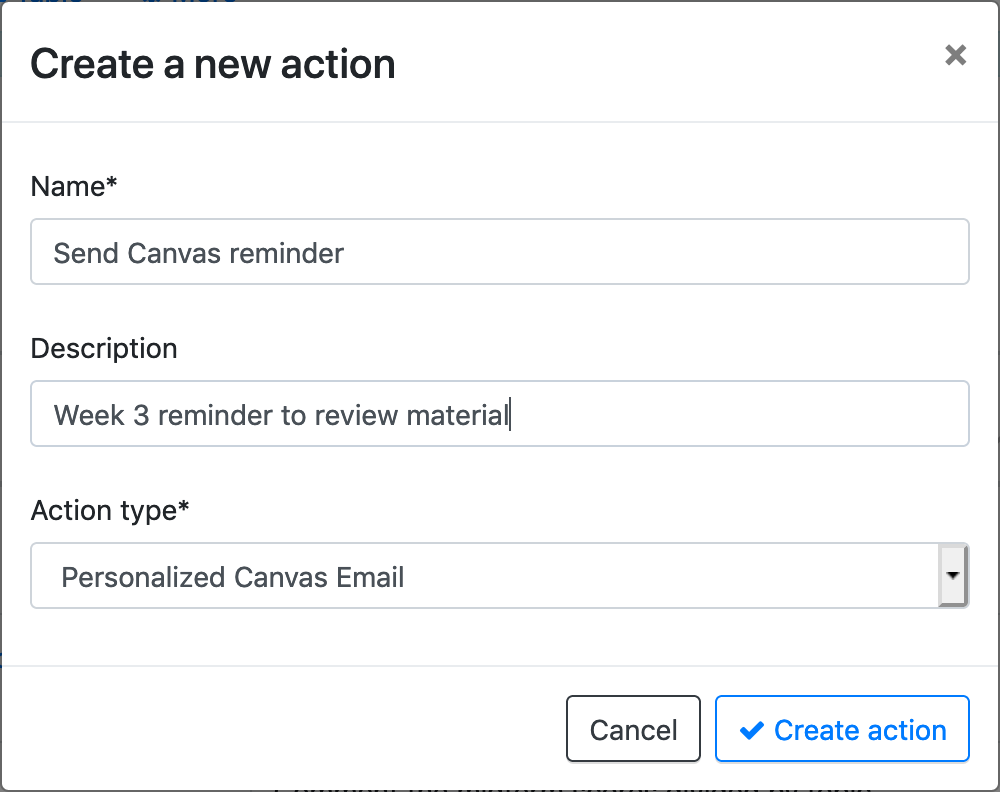 Create a new action
×
Name*
Send Canvas reminder
Description
Week 3 reminder to review material
Action type*
Personalized Canvas Email
Cancel
Create action